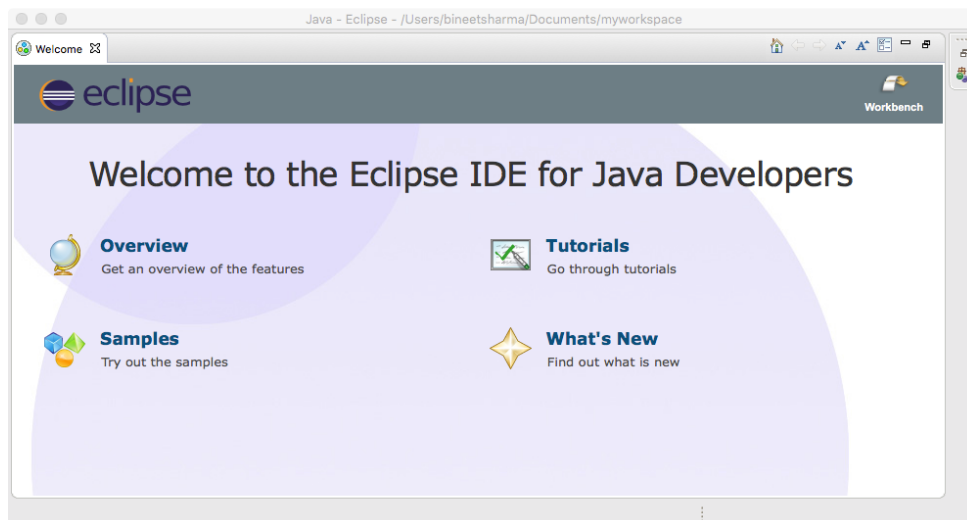 Java - Eclipse - /Users/bineetsharma/Documents/myworkspace
Welcome
eclipse
Workbench
Welcome to the Eclipse IDE for Java Developers
Overview
Get an overview of the features
Tutorials
Go through tutorials
Samples
Try out the samples
What's New
Find out what is new